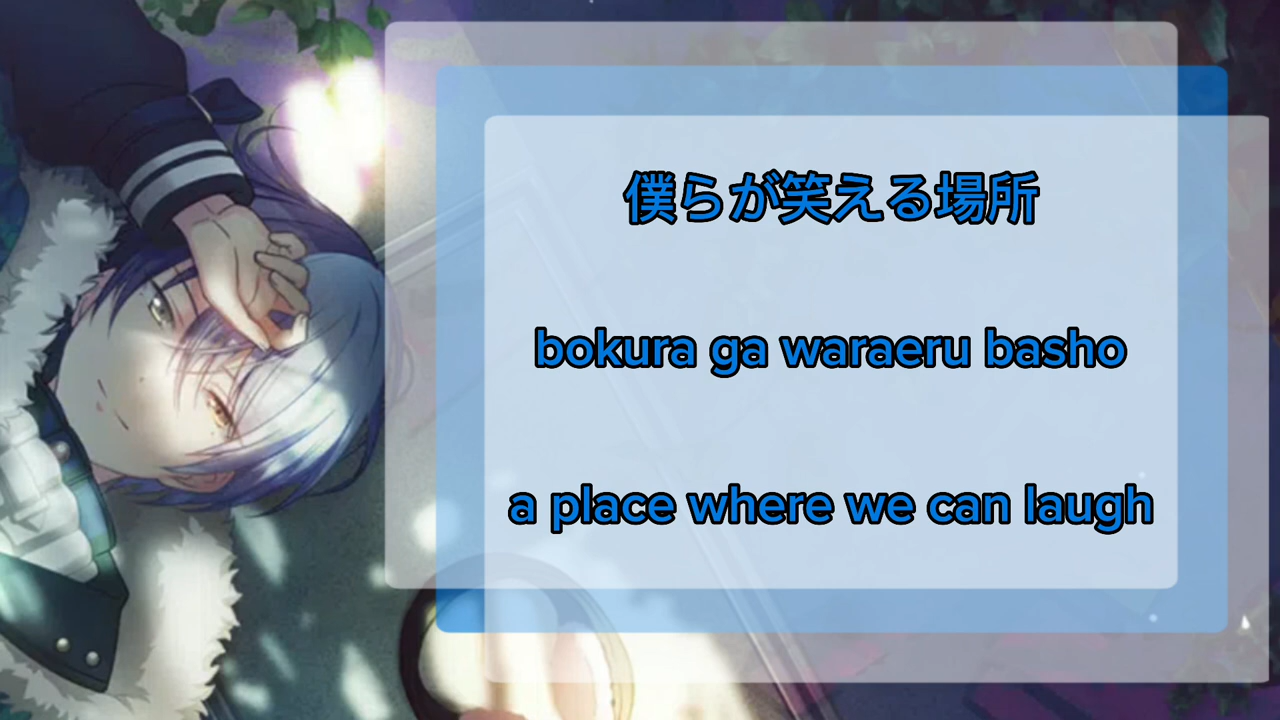 僕らが笑える場所
bokura ga waraeru basho
a place where we can laugh